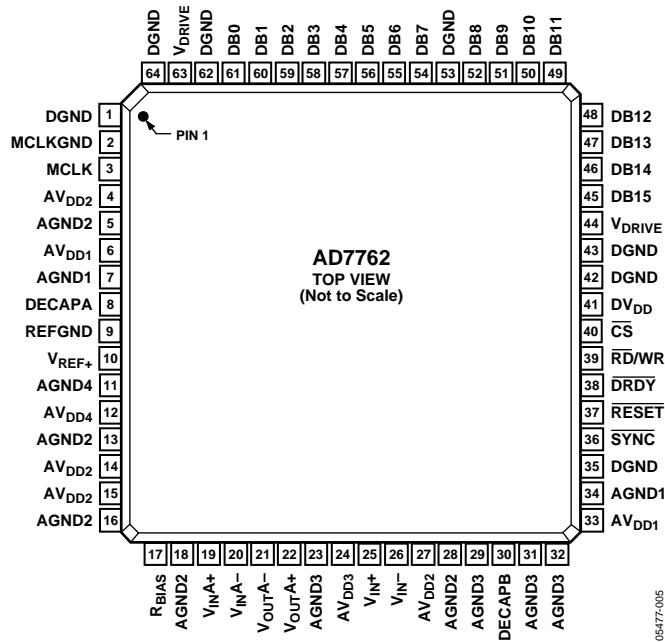 DGND
VDRIVE
DGND
DB0
DB1
DB2
DB3
DB4
DB5
DB6
DB7
DGND
DB8
DB9
DB10
DB11
64 63 62 61 60 59 58 57 56 55 54 53 52 51 50 49
DGND 1
MCLKGND 2
MCLK 3
AVDD2 4
AGND2 5
AVDD1 6
AGND1 7
DECAPA 8
REFGND 9
VREF+ 10
AGND4 11
AVDD4 12
AGND2 13
AVDD2 14
AVDD2 15
AGND2 16
PIN 1
AD7762
TOP VIEW
(Not to Scale)
48 DB12
47 DB13
46 DB14
45 DB15
44 VDRIVE
43 DGND
42 DGND
41 DVDD
40 CS
39 RD/WR
38 DRDY
37 RESET
36 SYNC
35 DGND
34 AGND1
33 AVDD1
17 18 19 20 21 22 23 24 25 26 27 28 29 30 31 32
RBIAS
AGND2
VINA+
VINA−
VOUTA−
VOUTA+
AGND3
AVDD3
VIN+
VIN−
AVDD2
AGND2
AGND3
DECAPB
AGND3
AGND3
05477-005